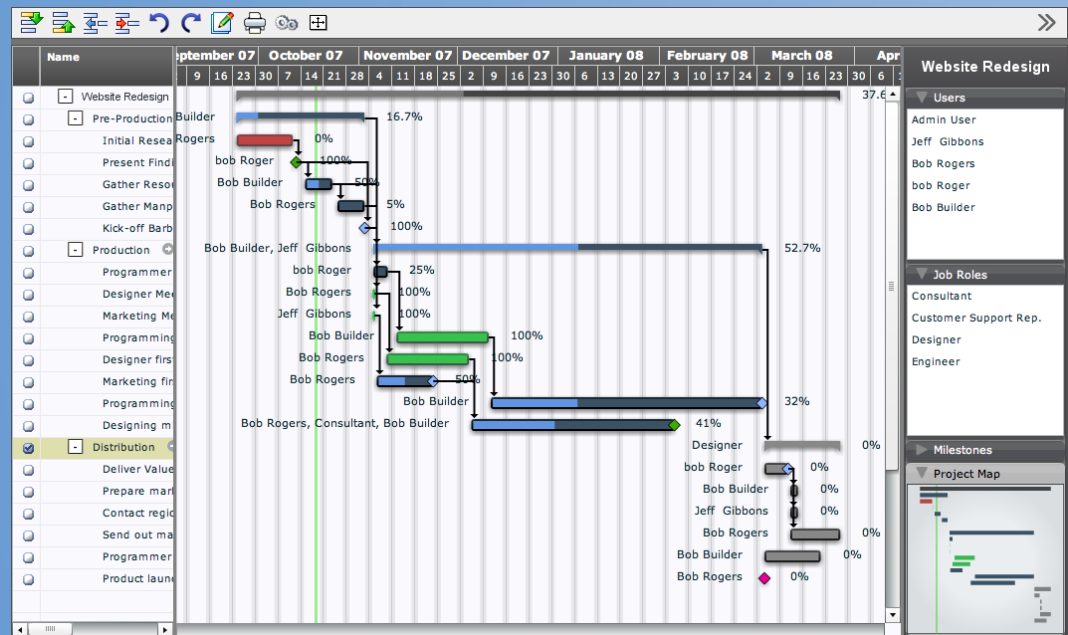 Name
ptember 07 October 07 November 07 December 07 January 08 February 08 March 08 Apr
9 16 23 30 7 14 21 28 4 11 18 25 2 9 16 23 30 6 13 20 27 3 10 17 24 2 9 16 23 30 6
Website Redesign 37.6
Pre-Production Builder 16.7%
Initial Resea Rogers 0%
Present Findi bob Roger 100%
Gather Resou Bob Builder 50%
Gather Manp Bob Rogers 5%
Kick-off Barb 100%
Production Bob Builder, Jeff Gibbons 52.7%
Programmer bob Roger 25%
Designer Mee Bob Rogers 100%
Marketing Me Jeff Gibbons 100%
Programming Bob Builder 100%
Designer firs Bob Rogers 100%
Marketing fir Bob Rogers 50%
Programming Bob Builder 32%
Designing m Bob Rogers, Consultant, Bob Builder 41%
Distribution Designer 0%
Deliver Value bob Roger 0%
Prepare mar Bob Builder 0%
Contact regio Jeff Gibbons 0%
Send out ma Bob Rogers 0%
Programmer Bob Builder 0%
Product laun Bob Rogers 0%
Website Redesign
Users
Admin User
Jeff Gibbons
Bob Rogers
bob Roger
Bob Builder
Job Roles
Consultant
Customer Support Rep.
Designer
Engineer
Milestones
Project Map